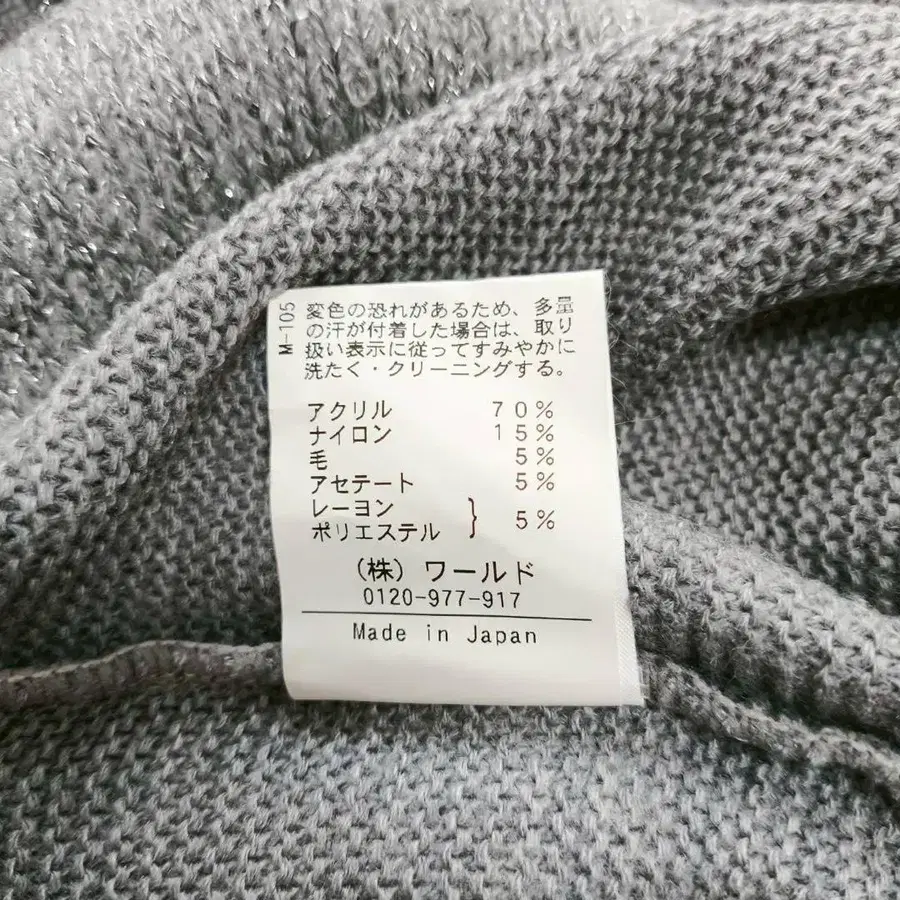 M-105
変色の恐れがあるため、多量
の汗が付着した場合は、取り
扱い表示に従ってすみやかに
洗たく・クリーニングする。
アクリル 70%
ナイロン 15%
毛 5%
アセテート 5%
レーヨン
ポリエステル } 5%
(株)ワールド
0120-977-917
Made in Japan